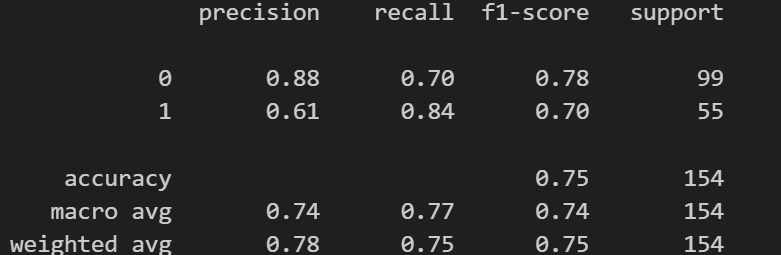 precision recall f1-score support
0 0.88 0.70 0.78 99
1 0.61 0.84 0.70 55
accuracy 0.75 154
macro avg 0.74 0.77 0.74 154
weighted avg 0.78 0.75 0.75 154